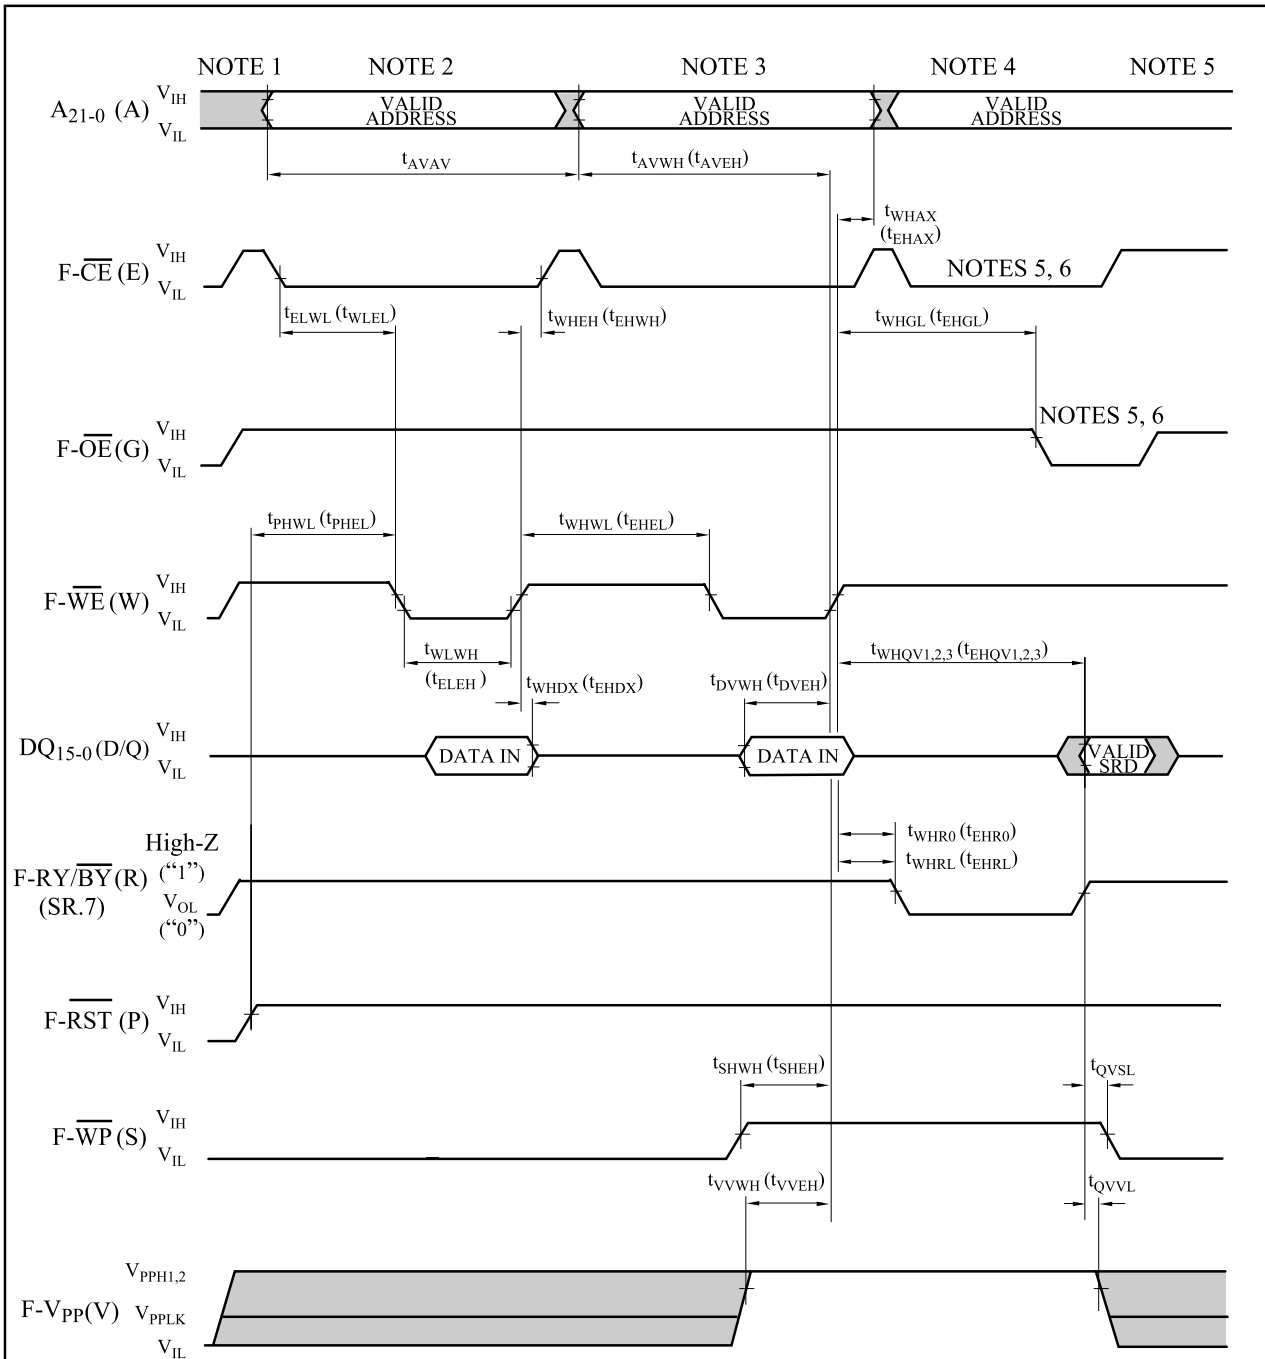 NOTE 1 NOTE 2 NOTE 3 NOTE 4 NOTE 5
A21-0 (A) VIH VIL
VALID ADDRESS
VALID ADDRESS
VALID ADDRESS
tAVAV
tAVWH (tAVEH)
tWHAX
(tEHAX)
F-CE (E) VIH VIL
NOTES 5, 6
tELWL (tWLEL)
tWHEH (tEHWH)
tWHGL (tEHGL)
F-OE (G) VIH VIL
NOTES 5, 6
tPHWL (tPHEL)
tWHWL (tEHEL)
F-WE (W) VIH VIL
tWLWH
(tELEH)
tWHDX (tEHDX)
tDVWH (tDVEH)
tWHQV1,2,3 (tEHQV1,2,3)
DQ15-0 (D/Q) VIH VIL
DATA IN
DATA IN
VALID
SRD
High-Z
("1")
F-RY/BY (R)
(SR.7)
VOL
("0")
tWHR0 (tEHR0)
tWHRL (tEHRL)
F-RST (P) VIH VIL
tSHWH (tSHEH)
tQVSL
F-WP (S) VIH VIL
tVVWH (tVVEH)
tQVVL
F-VPP (V) VPPH1,2
VPPLK
VIL